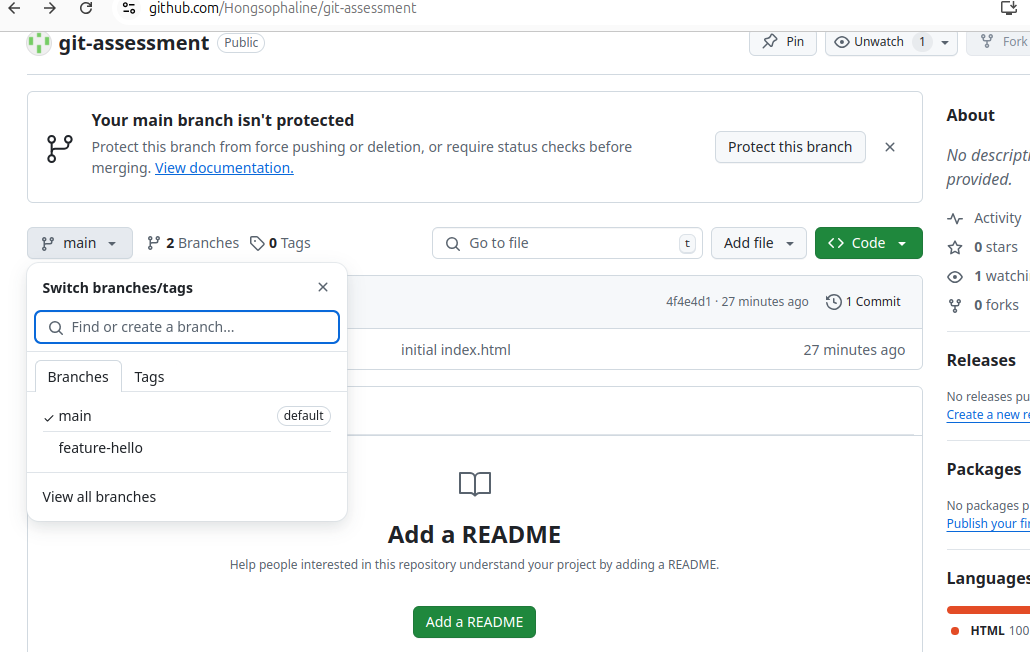 github.com/Hongsophaline/git-assessment
git-assessment Public
Pin
Unwatch 1
Fork
Your main branch isn't protected
Protect this branch from force pushing or deletion, or require status checks before
merging. View documentation.
Protect this branch
main
2 Branches
0 Tags
Go to file t
Add file
Code
Switch branches/tags
Find or create a branch...
Branches Tags
main default
feature-hello
View all branches
4f4e4d1 · 27 minutes ago
1 Commit
initial index.html
27 minutes ago
Add a README
Help people interested in this repository understand your project by adding a README.
Add a README
About
No descripti
provided.
Activity
0 stars
1 watchi
0 forks
Releases
No releases pu
Create a new re
Packages
No packages p
Publish your fir
Languages
HTML 100